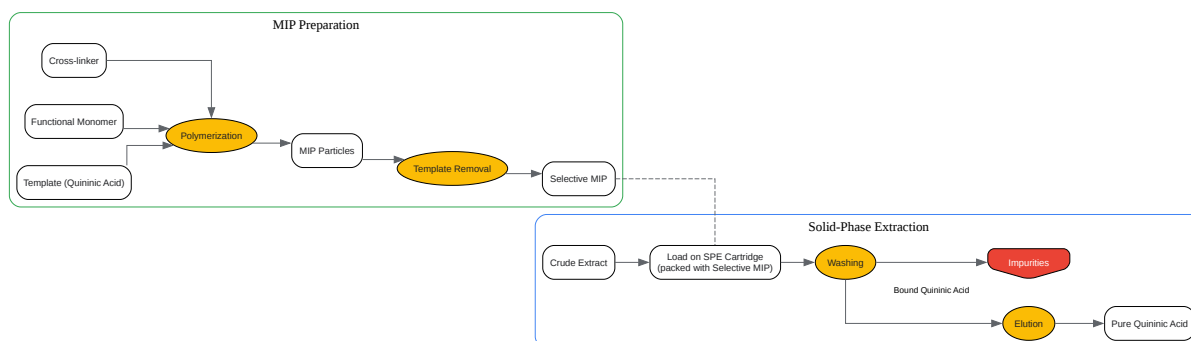 MIP Preparation
Cross-linker
Functional Monomer
Polymerization
Template (Quininic Acid)
MIP Particles
Template Removal
Selective MIP
Solid-Phase Extraction
Crude Extract
Load on SPE Cartridge
(packed with Selective MIP)
Washing
Impurities
Bound Quininic Acid
Elution
Pure Quininic Acid